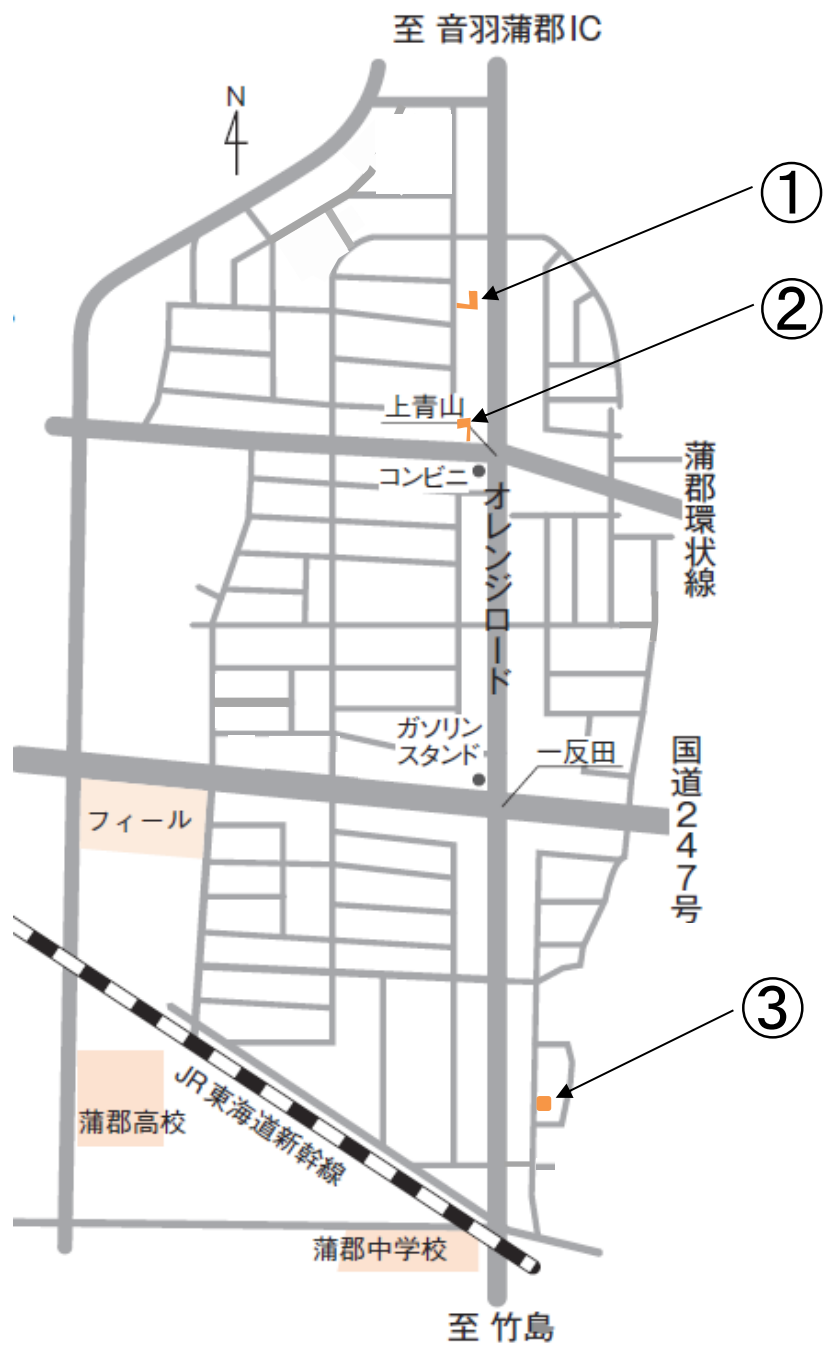 至 音羽蒲郡IC
N
①
②
上青山
コンビニ
蒲郡環状線
オレンジロード
ガソリン
スタンド
一反田
国道247号
フィール
③
JR東海道新幹線
蒲郡高校
蒲郡中学校
至 竹島